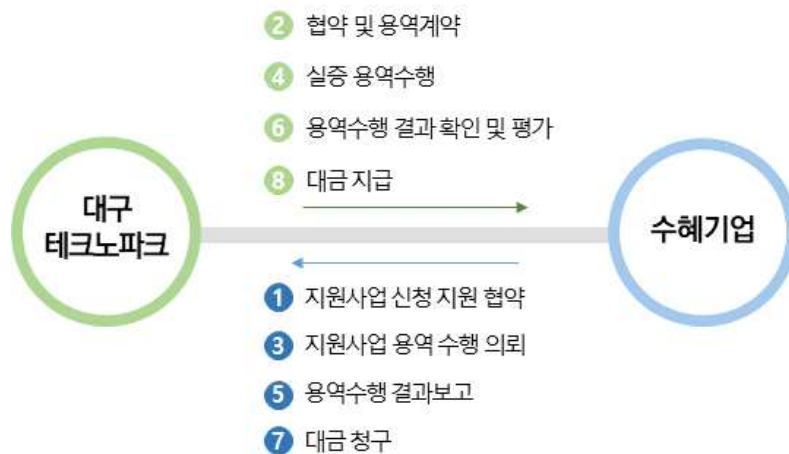 2 협약 및 용역계약
4 실증 용역수행
6 용역수행 결과 확인 및 평가
8 대금 지급
대구
테크노파크
수혜기업
1 지원사업 신청 지원 협약
3 지원사업 용역 수행 의뢰
5 용역수행 결과보고
7 대금 청구